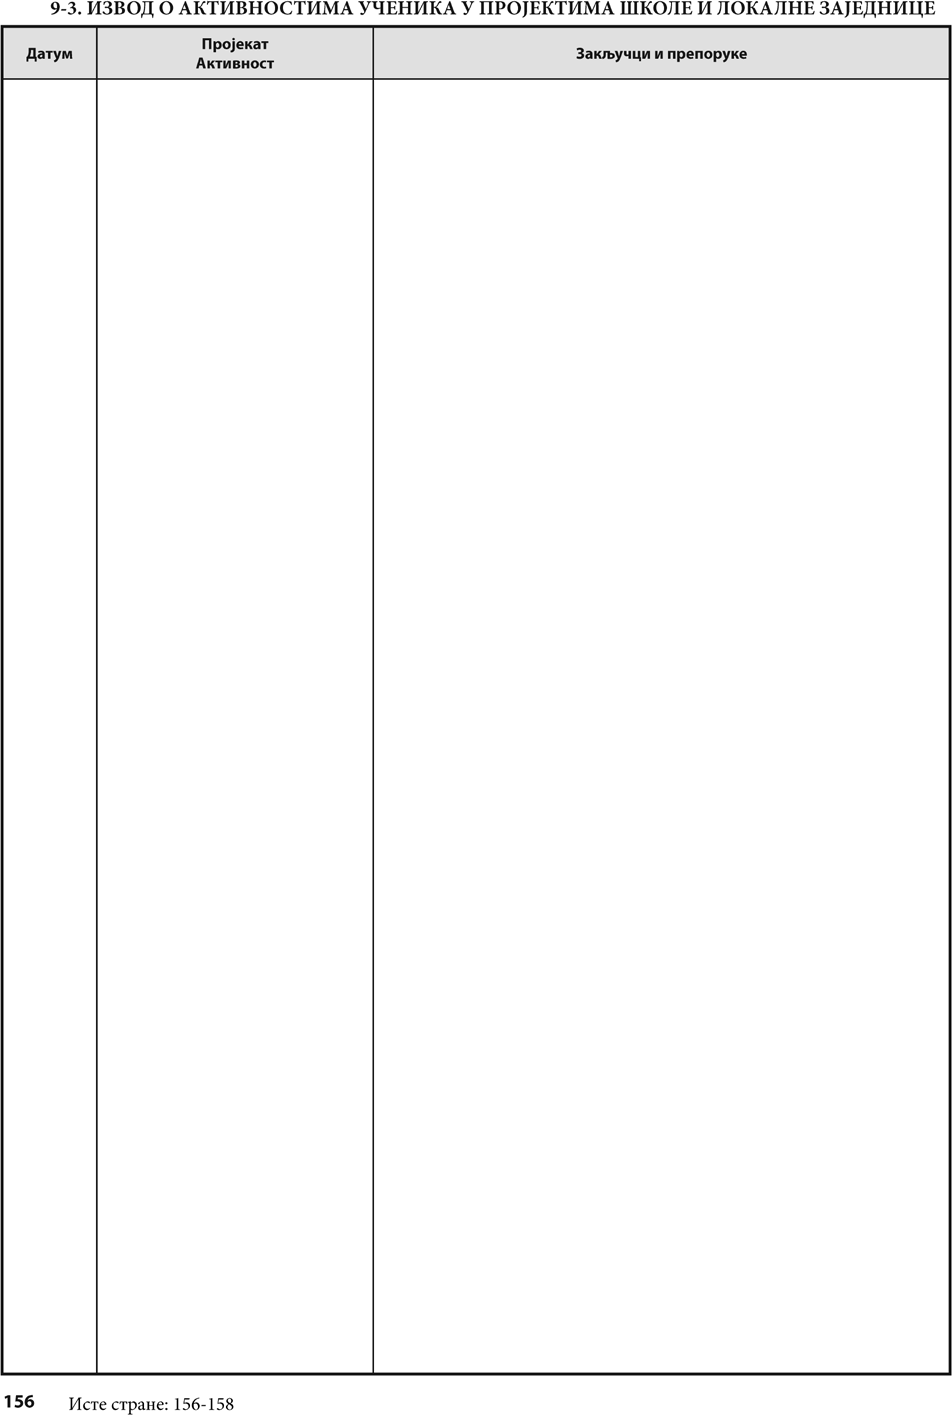 9-3. ИЗВОД О АКТИВНОСТИМА УЧЕНИКА У ПРОЈЕКТИМА ШКОЛЕ И ЛОКАЛНЕ ЗАЈЕДНИЦЕ
Датум
Пројекат
Активност
Закључци и препоруке
156 Исте стране: 156-158